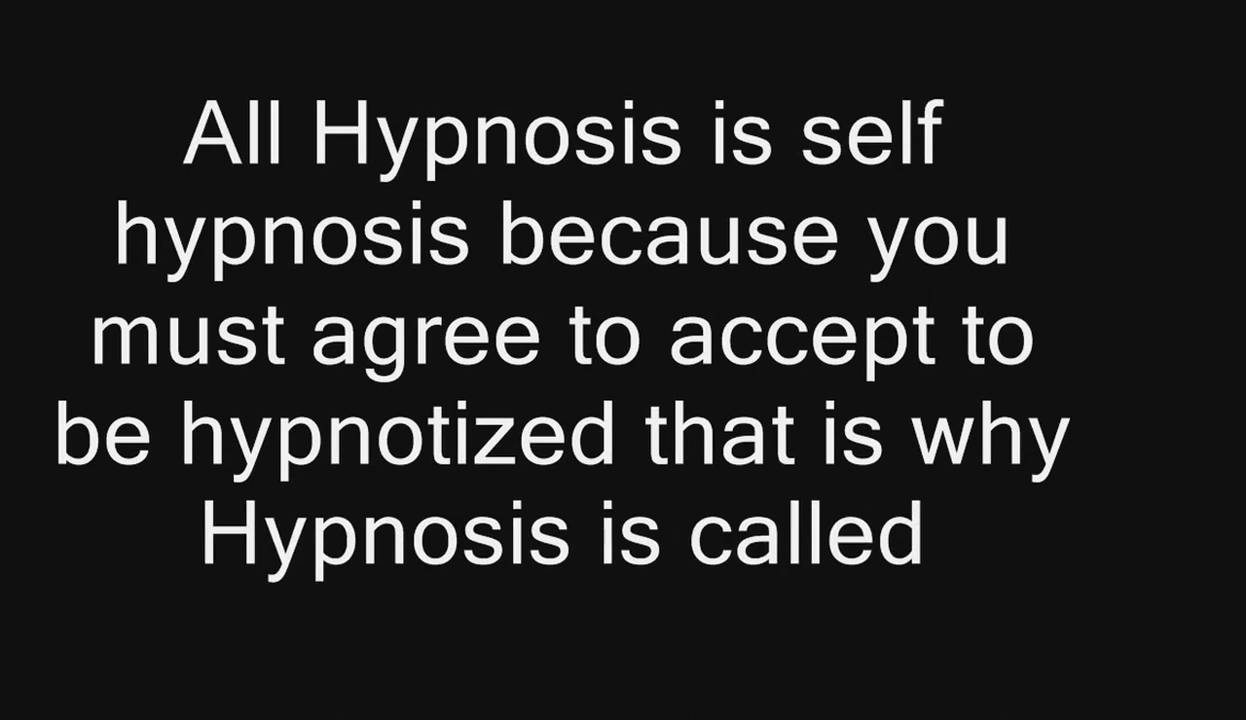 All Hypnosis is self
hypnosis because you
must agree to accept to
be hypnotized that is why
Hypnosis is called